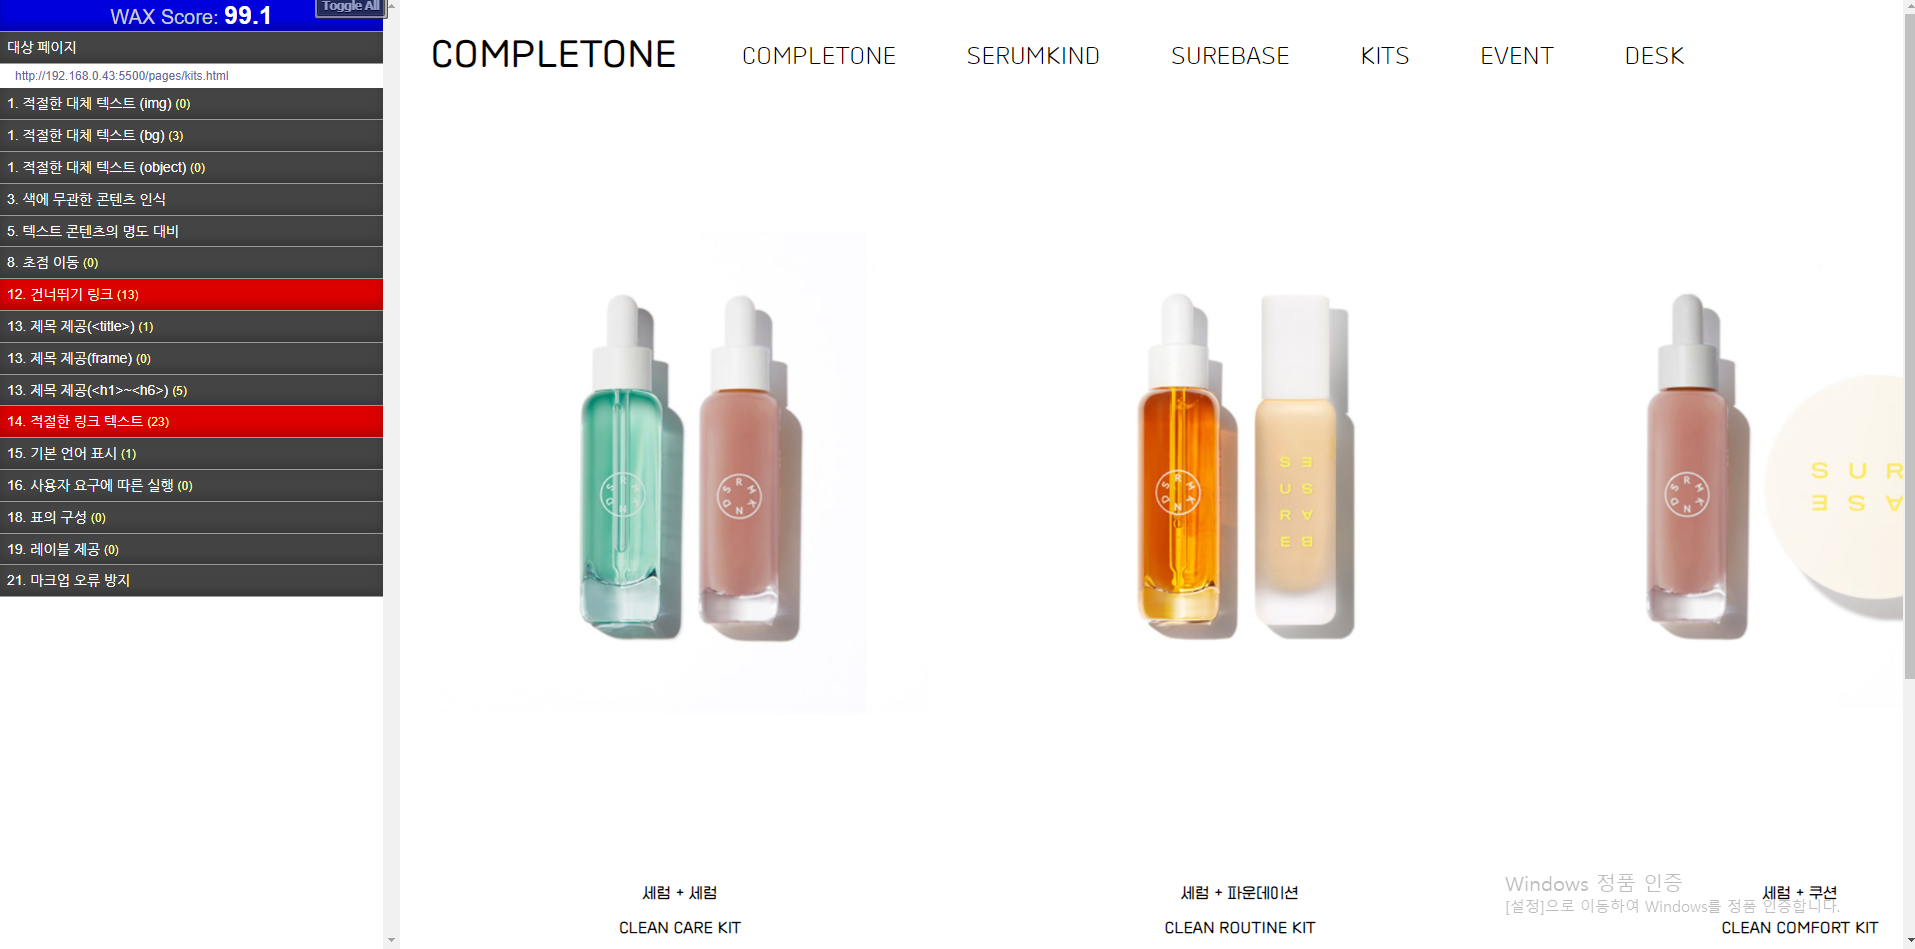 WAX Score: 99.1
Toggle All
대상 페이지
http://192.168.0.43:5500/pages/kits.html
1. 적절한 대체 텍스트 (img) (0)
1. 적절한 대체 텍스트 (bg) (3)
1. 적절한 대체 텍스트 (object) (0)
3. 색에 무관한 콘텐츠 인식
5. 텍스트 콘텐츠의 명도 대비
8. 초점 이동 (0)
12. 건너뛰기 링크 (13)
13. 제목 제공(<title>) (1)
13. 제목 제공(frame) (0)
13. 제목 제공(<h1>~<h6>) (5)
14. 적절한 링크 텍스트 (23)
15. 기본 언어 표시 (1)
16. 사용자 요구에 따른 실행 (0)
18. 표의 구성 (0)
19. 레이블 제공 (0)
21. 마크업 오류 방지
COMPLETONE
COMPLETONE SERUMKIND SUREBASE KITS EVENT DESK
SRMKND
SRMKND
SRMKND
SURE
BASE
SRMKND
SUR
ASE
세럼 + 세럼
CLEAN CARE KIT
세럼 + 파운데이션
CLEAN ROUTINE KIT
세럼 + 쿠션
CLEAN COMFORT KIT
Windows 정품 인증
[설정]으로 이동하여 Windows를 정품 인증합니다.